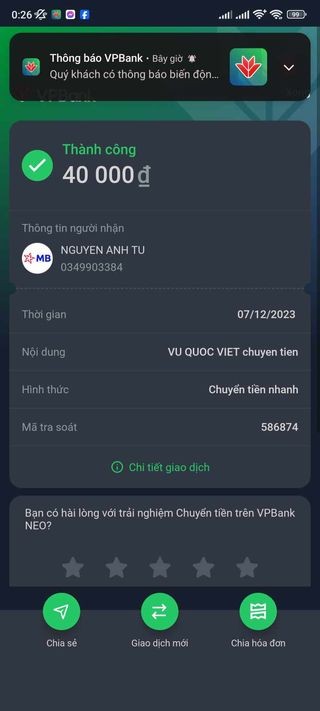 0:26
99
Thông báo VPBank • Bây giờ
Quý khách có thông báo biến độn...
VPBank
Thành công
40 000 đ
Thông tin người nhận
MB
NGUYEN ANH TU
0349903384
Thời gian 07/12/2023
Nội dung VU QUOC VIET chuyen tien
Hình thức Chuyển tiền nhanh
Mã tra soát 586874
Chi tiết giao dịch
Bạn có hài lòng với trải nghiệm Chuyển tiền trên VPBank
NEO?
Chia sẻ Giao dịch mới Chia hóa đơn